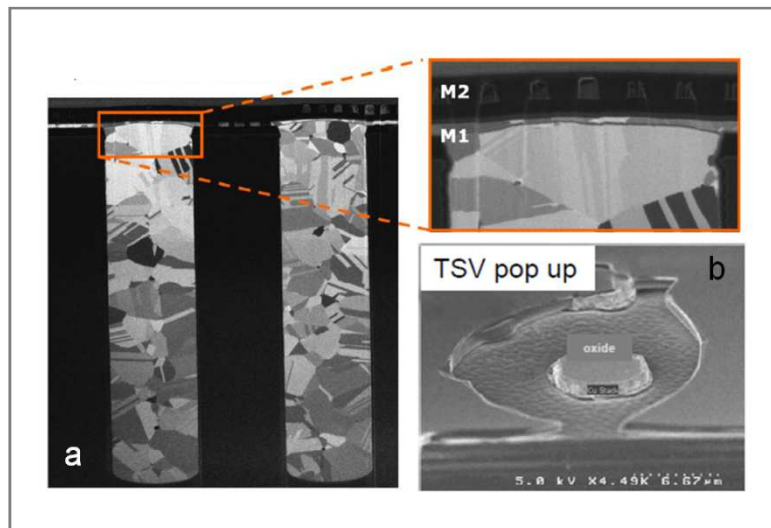 M2
M1
TSV pop up
b
oxide
Cu Stack
a
5.0 kV X4.49K 6.67μm